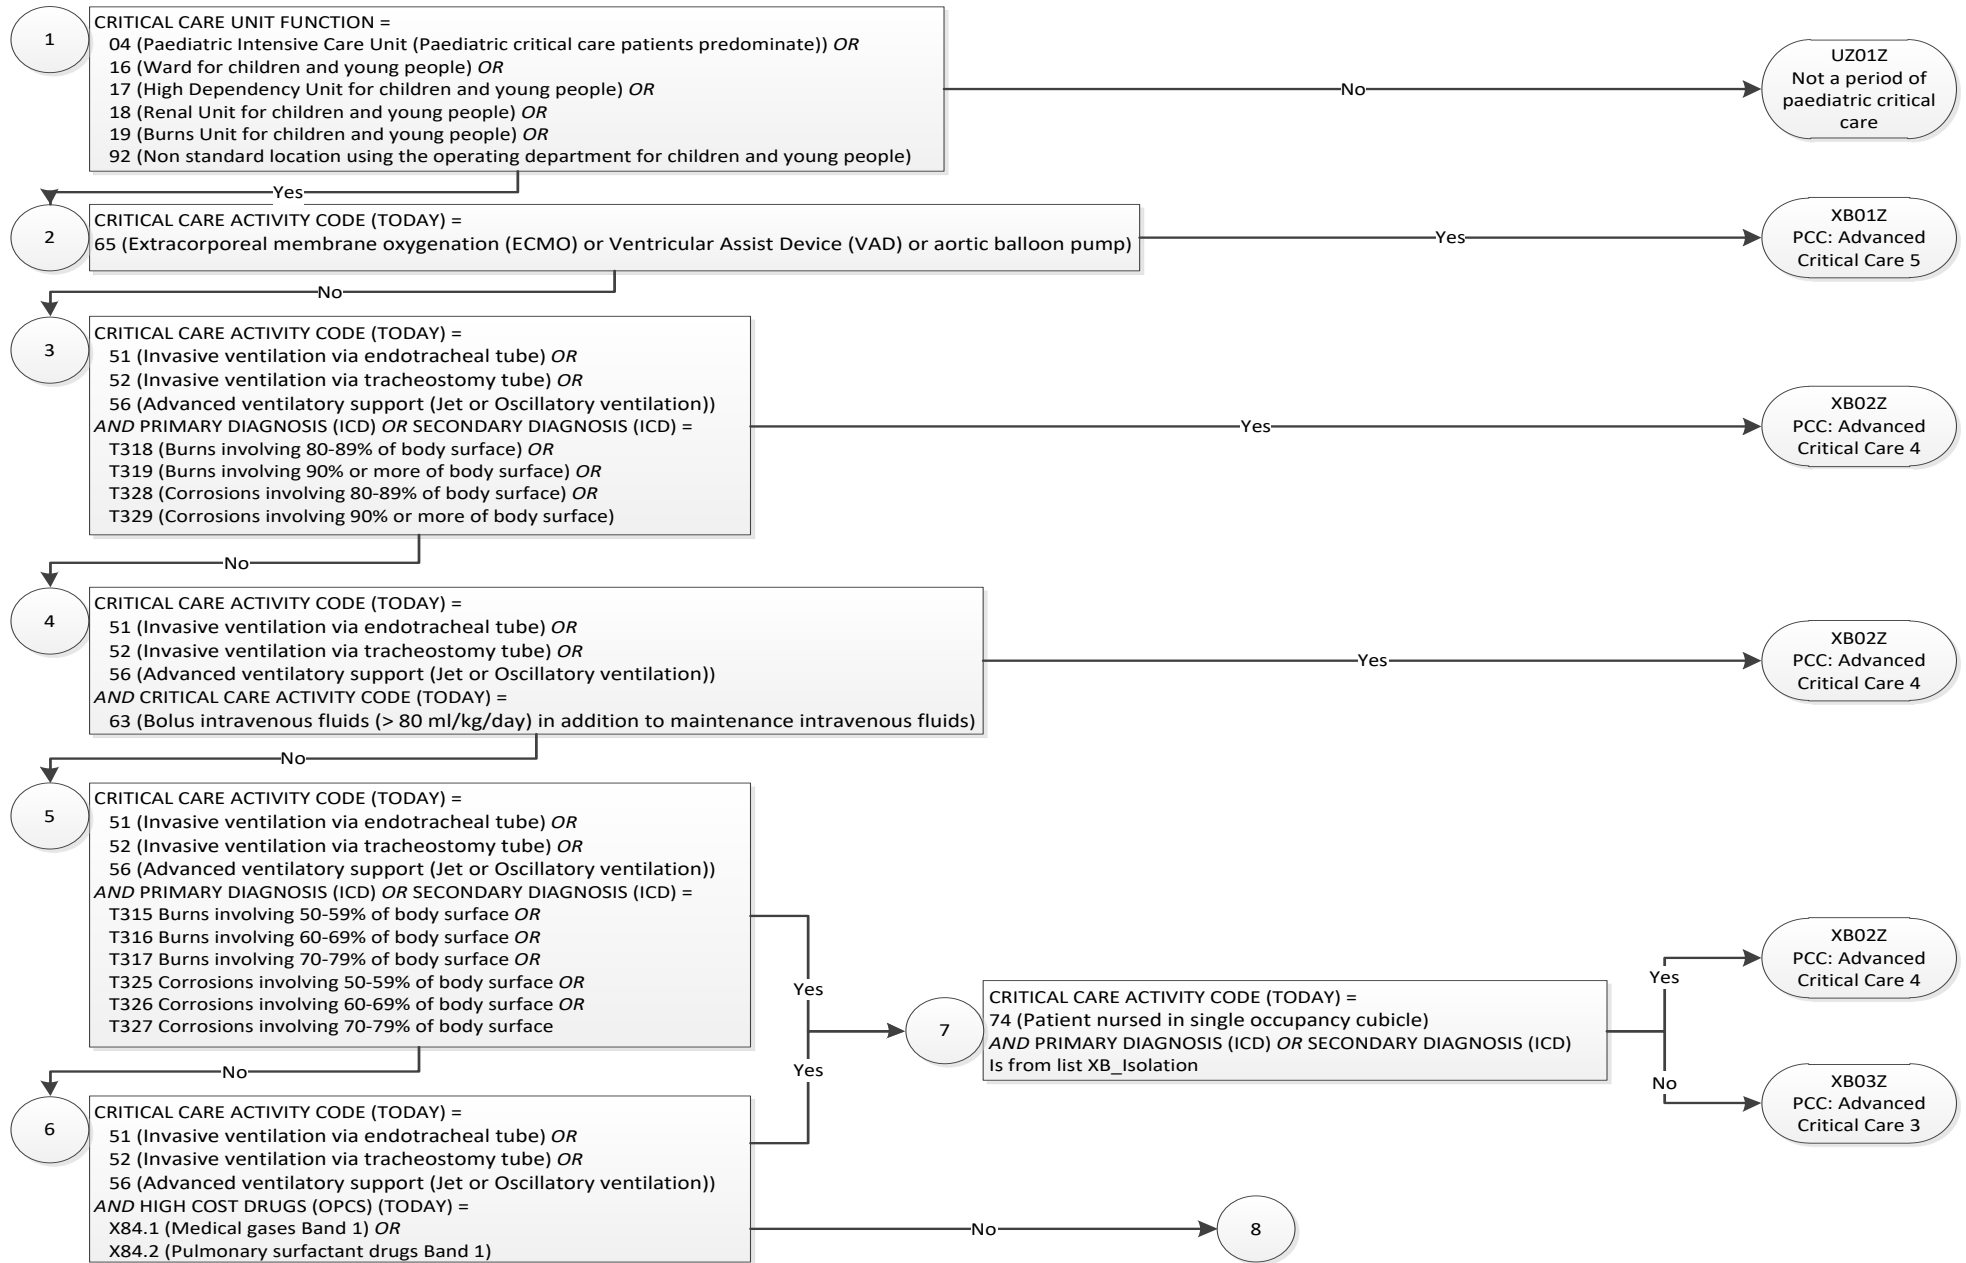 1
CRITICAL CARE UNIT FUNCTION =
04 (Paediatric Intensive Care Unit (Paediatric critical care patients predominate)) OR
16 (Ward for children and young people) OR
17 (High Dependency Unit for children and young people) OR
18 (Renal Unit for children and young people) OR
19 (Burns Unit for children and young people) OR
92 (Non standard location using the operating department for children and young people)
No
UZ01Z
Not a period of
paediatric critical
care
Yes
2
CRITICAL CARE ACTIVITY CODE (TODAY) =
65 (Extracorporeal membrane oxygenation (ECMO) or Ventricular Assist Device (VAD) or aortic balloon pump)
Yes
XB01Z
PCC: Advanced
Critical Care 5
No
3
CRITICAL CARE ACTIVITY CODE (TODAY) =
51 (Invasive ventilation via endotracheal tube) OR
52 (Invasive ventilation via tracheostomy tube) OR
56 (Advanced ventilatory support (Jet or Oscillatory ventilation))
AND PRIMARY DIAGNOSIS (ICD) OR SECONDARY DIAGNOSIS (ICD) =
T318 (Burns involving 80-89% of body surface) OR
T319 (Burns involving 90% or more of body surface) OR
T328 (Corrosions involving 80-89% of body surface) OR
T329 (Corrosions involving 90% or more of body surface)
Yes
XB02Z
PCC: Advanced
Critical Care 4
No
4
CRITICAL CARE ACTIVITY CODE (TODAY) =
51 (Invasive ventilation via endotracheal tube) OR
52 (Invasive ventilation via tracheostomy tube) OR
56 (Advanced ventilatory support (Jet or Oscillatory ventilation))
AND CRITICAL CARE ACTIVITY CODE (TODAY) =
63 (Bolus intravenous fluids (> 80 ml/kg/day) in addition to maintenance intravenous fluids)
Yes
XB02Z
PCC: Advanced
Critical Care 4
No
5
CRITICAL CARE ACTIVITY CODE (TODAY) =
51 (Invasive ventilation via endotracheal tube) OR
52 (Invasive ventilation via tracheostomy tube) OR
56 (Advanced ventilatory support (Jet or Oscillatory ventilation))
AND PRIMARY DIAGNOSIS (ICD) OR SECONDARY DIAGNOSIS (ICD) =
T315 Burns involving 50-59% of body surface OR
T316 Burns involving 60-69% of body surface OR
T317 Burns involving 70-79% of body surface OR
T325 Corrosions involving 50-59% of body surface OR
T326 Corrosions involving 60-69% of body surface OR
T327 Corrosions involving 70-79% of body surface
Yes
No
6
CRITICAL CARE ACTIVITY CODE (TODAY) =
51 (Invasive ventilation via endotracheal tube) OR
52 (Invasive ventilation via tracheostomy tube) OR
56 (Advanced ventilatory support (Jet or Oscillatory ventilation))
AND HIGH COST DRUGS (OPCS) (TODAY) =
X84.1 (Medical gases Band 1) OR
X84.2 (Pulmonary surfactant drugs Band 1)
Yes
No
8
7
CRITICAL CARE ACTIVITY CODE (TODAY) =
74 (Patient nursed in single occupancy cubicle)
AND PRIMARY DIAGNOSIS (ICD) OR SECONDARY DIAGNOSIS (ICD)
Is from list XB_Isolation
Yes
XB02Z
PCC: Advanced
Critical Care 4
No
XB03Z
PCC: Advanced
Critical Care 3